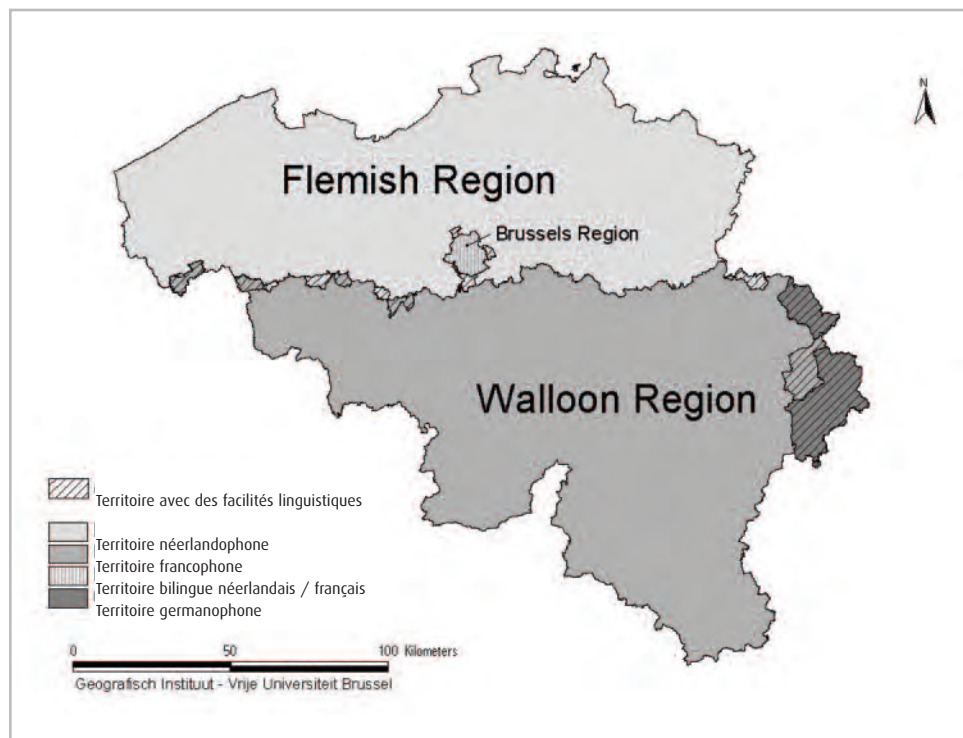 N
Flemish Region
Brussels Region
Walloon Region
Territoire avec des facilités linguistiques
Territoire néerlandophone
Territoire francophone
Territoire bilingue néerlandais / français
Territoire germanophone
0 50 100 Kilometers
Geografisch Instituut - Vrije Universiteit Brussel